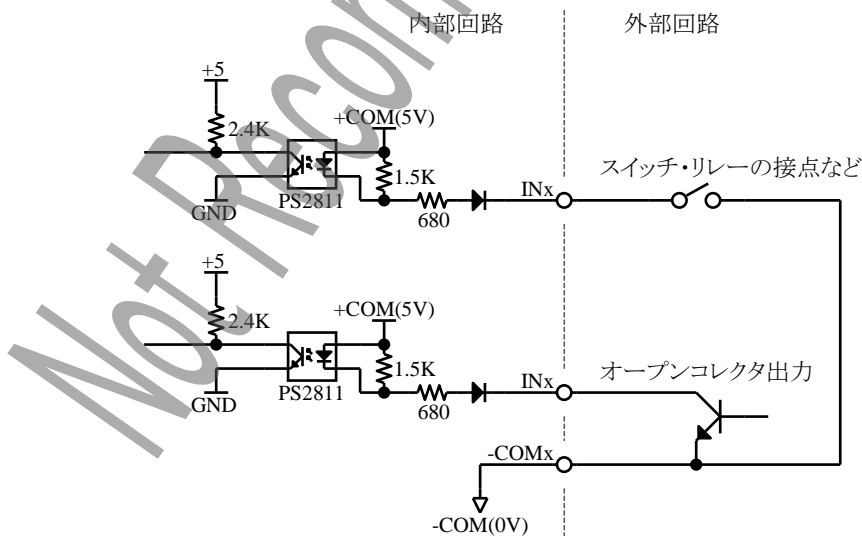 内部回路
外部回路
+5
2.4K
+COM(5V)
1.5K
GND
PS2811
680
INx
スイッチ・リレーの接点など
+5
2.4K
+COM(5V)
1.5K
GND
PS2811
680
INx
オープンコレクタ出力
-COMx
-COM(0V)
Not Recom